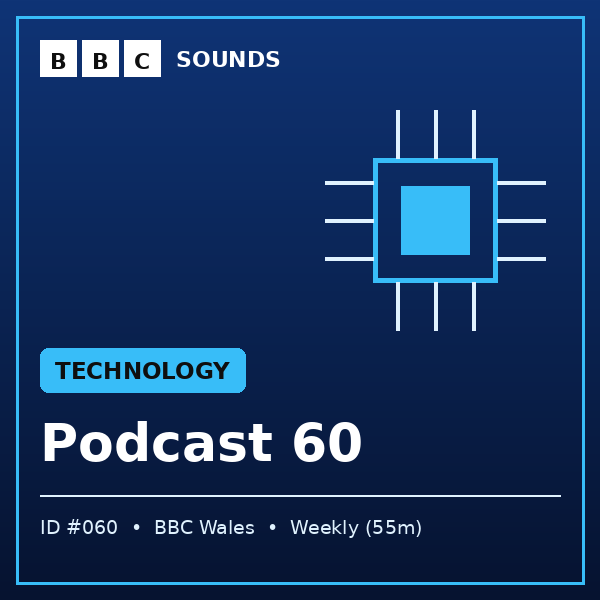 BBC SOUNDS
TECHNOLOGY
Podcast 60
ID #060 • BBC Wales • Weekly (55m)